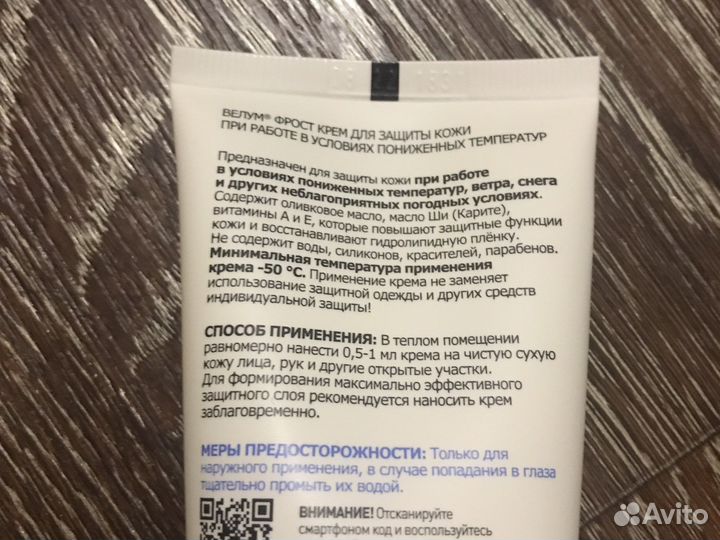 ВЕЛУМ® ФРОСТ КРЕМ ДЛЯ ЗАЩИТЫ КОЖИ
ПРИ РАБОТЕ В УСЛОВИЯХ ПОНИЖЕННЫХ ТЕМПЕРАТУР
Предназначен для защиты кожи при работе
в условиях пониженных температур, ветра, снега
и других неблагоприятных погодных условиях.
Содержит оливковое масло, масло Ши (Карите),
витамины А и Е, которые повышают защитные функции
кожи и восстанавливают гидролипидную плёнку.
Не содержит воды, силиконов, красителей, парабенов.
Минимальная температура применения
крема -50 °С. Применение крема не заменяет
использование защитной одежды и других средств
индивидуальной защиты!
СПОСОБ ПРИМЕНЕНИЯ: В теплом помещении
равномерно нанести 0,5-1 мл крема на чистую сухую
кожу лица, рук и другие открытые участки.
Для формирования максимально эффективного
защитного слоя рекомендуется наносить крем
заблаговременно.
МЕРЫ ПРЕДОСТОРОЖНОСТИ: Только для
наружного применения, в случае попадания в глаза
тщательно промыть их водой.
ВНИМАНИЕ! Отсканируйте
смартфоном код и воспользуйтесь
Avito